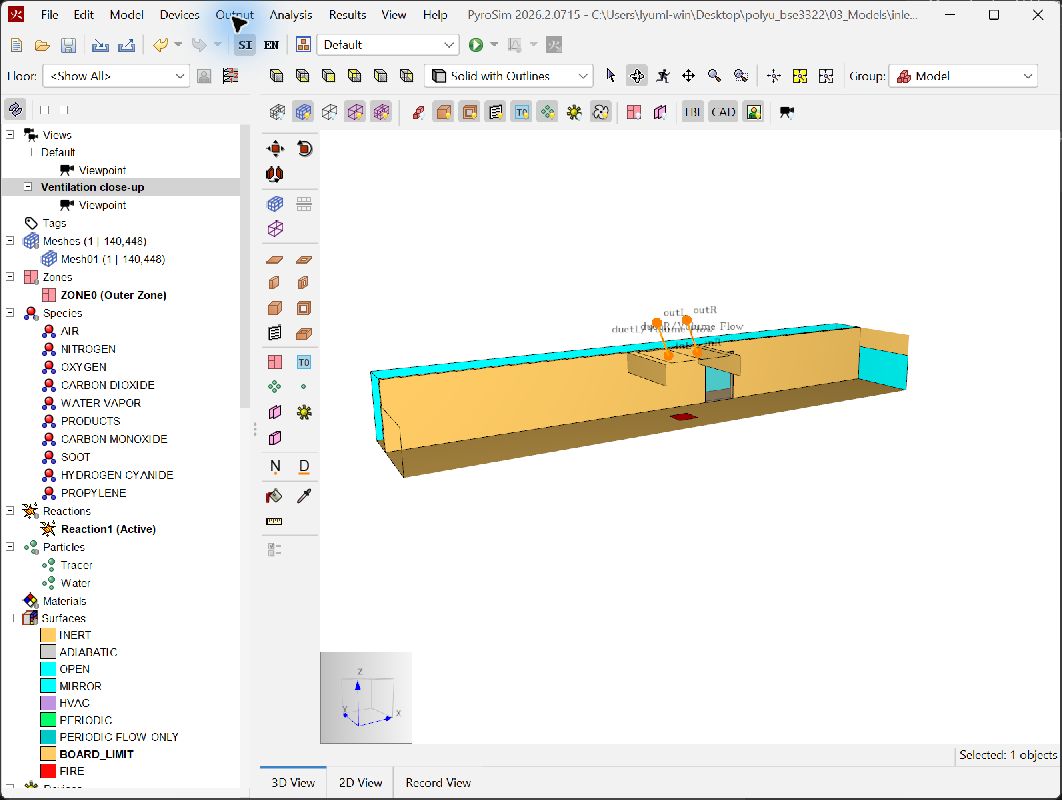 File Edit Model Devices Output Analysis Results View Help PyroSim 2026.2.0715 - C:\Users\lyuml-win\Desktop\polyu_bse3322\03_Models\inle...
SI EN Default
Floor: <Show All> Solid with Outlines Group: Model
FBI CAD
Views
Default
Viewpoint
Ventilation close-up
Viewpoint
Tags
Meshes (1 | 140,448)
Mesh01 (1 | 140,448)
Zones
ZONE0 (Outer Zone)
Species
AIR
NITROGEN
OXYGEN
CARBON DIOXIDE
WATER VAPOR
PRODUCTS
CARBON MONOXIDE
SOOT
HYDROGEN CYANIDE
PROPYLENE
Reactions
Reaction1 (Active)
Particles
Tracer
Water
Materials
Surfaces
INERT
ADIABATIC
OPEN
MIRROR
HVAC
PERIODIC
PERIODIC FLOW ONLY
BOARD_LIMIT
FIRE
Devices
N D
outL outR
Volume Flow
Z
Y X
Selected: 1 objects
3D View 2D View Record View